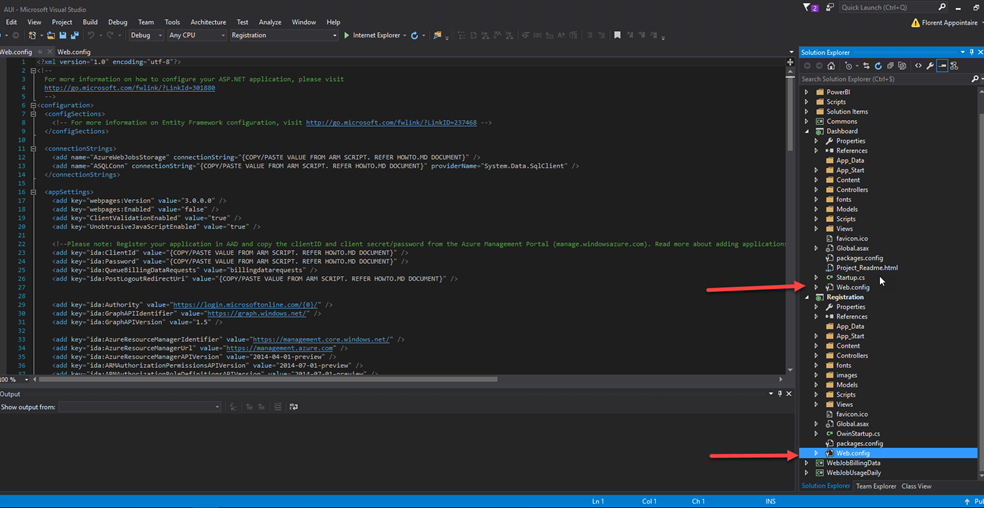 AUI - Microsoft Visual Studio
2
Quick Launch (Ctrl+Q)
Edit View Project Build Debug Team Tools Architecture Test Analyze Window Help
Florent Appointaire
Debug Any CPU Registration Internet Explorer
Web.config Web.config
1 <?xml version="1.0" encoding="utf-8"?>
2 <!--
3 For more information on how to configure your ASP.NET application, please visit
4 http://go.microsoft.com/fwlink/?LinkId=301880
5 -->
6 <configuration>
7 <configSections>
8 <!-- For more information on Entity Framework configuration, visit http://go.microsoft.com/fwlink/?LinkID=237468 -->
9 </configSections>
10
11 <connectionStrings>
12 <add name="AzureWebJobsStorage" connectionString="{COPY/PASTE VALUE FROM ARM SCRIPT. REFER HOWTO.MD DOCUMENT}" />
13 <add name="ASQLConn" connectionString="{COPY/PASTE VALUE FROM ARM SCRIPT. REFER HOWTO.MD DOCUMENT}" providerName="System.Data.SqlClient" />
14 </connectionStrings>
15
16 <appSettings>
17 <add key="webpages:Version" value="3.0.0.0" />
18 <add key="webpages:Enabled" value="false" />
19 <add key="ClientValidationEnabled" value="true" />
20 <add key="UnobtrusiveJavaScriptEnabled" value="true" />
21
22 <!--Please note: Register your application in AAD and copy the clientID and client secret/password from the Azure Management Portal (manage.windowsazure.com). Read more about adding applications
23 <add key="ida:ClientId" value="{COPY/PASTE VALUE FROM ARM SCRIPT. REFER HOWTO.MD DOCUMENT}" />
24 <add key="ida:Password" value="{COPY/PASTE VALUE FROM ARM SCRIPT. REFER HOWTO.MD DOCUMENT}" />
25 <add key="ida:QueueBillingDataRequests" value="billingdatarequests" />
26 <add key="ida:PostLogoutRedirectUri" value="{COPY/PASTE VALUE FROM ARM SCRIPT. REFER HOWTO.MD DOCUMENT}" />
27
28
29 <add key="ida:Authority" value="https://login.microsoftonline.com/{0}/" />
30 <add key="ida:GraphAPIIdentifier" value="https://graph.windows.net/" />
31 <add key="ida:GraphAPIVersion" value="1.5" />
32
33 <add key="ida:AzureResourceManagerIdentifier" value="https://management.core.windows.net/" />
34 <add key="ida:AzureResourceManagerUrl" value="https://management.azure.com" />
35 <add key="ida:AzureResourceManagerAPIVersion" value="2014-04-01-preview" />
36 <add key="ida:ARMAuthorizationPermissionsAPIVersion" value="2014-07-01-preview" />
37 <add key="ida:ARMAuthorizationRoleDefinitionsAPIVersion" value="2014-07-01-preview" />
100 %
Output
Show output from:
Solution Explorer
Search Solution Explorer (Ctrl+$)
PowerBI
Scripts
Solution Items
Commons
Dashboard
Properties
References
App_Data
App_Start
Content
Controllers
fonts
Models
Scripts
Views
favicon.ico
Global.asax
packages.config
Project_Readme.html
Startup.cs
Web.config
Registration
Properties
References
App_Data
App_Start
Content
Controllers
fonts
images
Models
Scripts
Views
favicon.ico
Global.asax
OwinStartup.cs
packages.config
Web.config
WebJobBillingData
WebJobUsageDaily
Solution Explorer Team Explorer Class View
Ln 1 Col 1 Ch 1 INS Pu